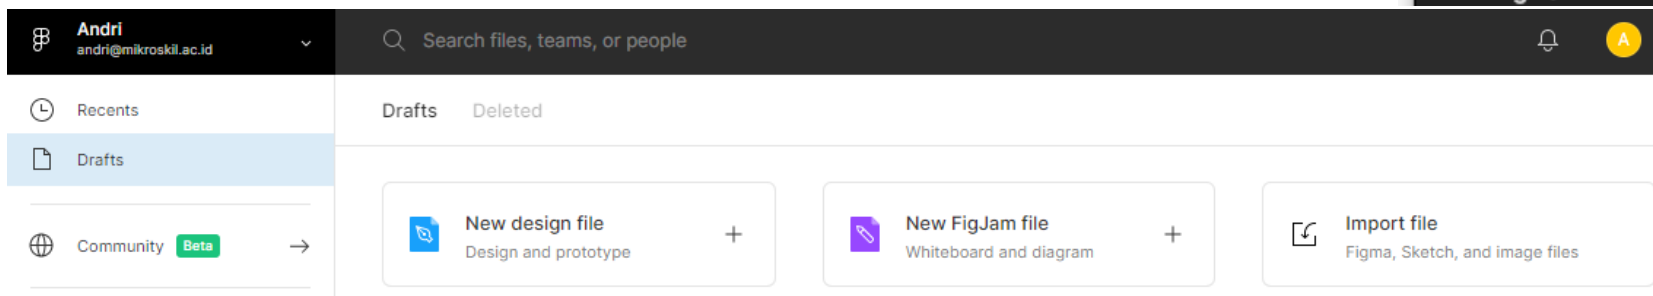 Andri
andri@mikroskil.ac.id
Search files, teams, or people
A
Recents
Drafts
Community Beta
Drafts Deleted
New design file
Design and prototype
New FigJam file
Whiteboard and diagram
Import file
Figma, Sketch, and image files